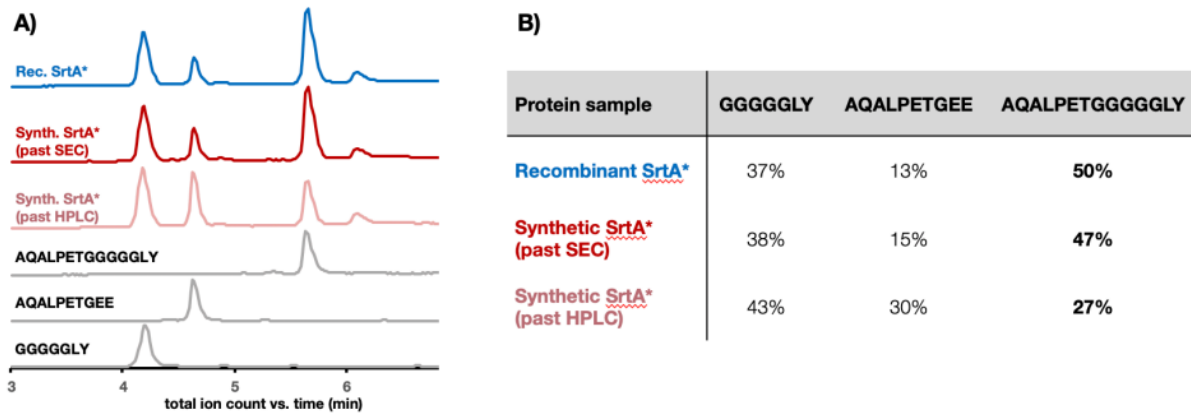 A)
Rec. SrtA*
Synth. SrtA*
(past SEC)
Synth. SrtA*
(past HPLC)
AQALPETGGGGGLY
AQALPETGEE
GGGGGLY
3 4 5 6
total ion count vs. time (min)
B)
Protein sample GGGGGLY AQALPETGEE AQALPETGGGGGLY
Recombinant SrtA* 37% 13% 50%
Synthetic SrtA*
(past SEC) 38% 15% 47%
Synthetic SrtA*
(past HPLC) 43% 30% 27%